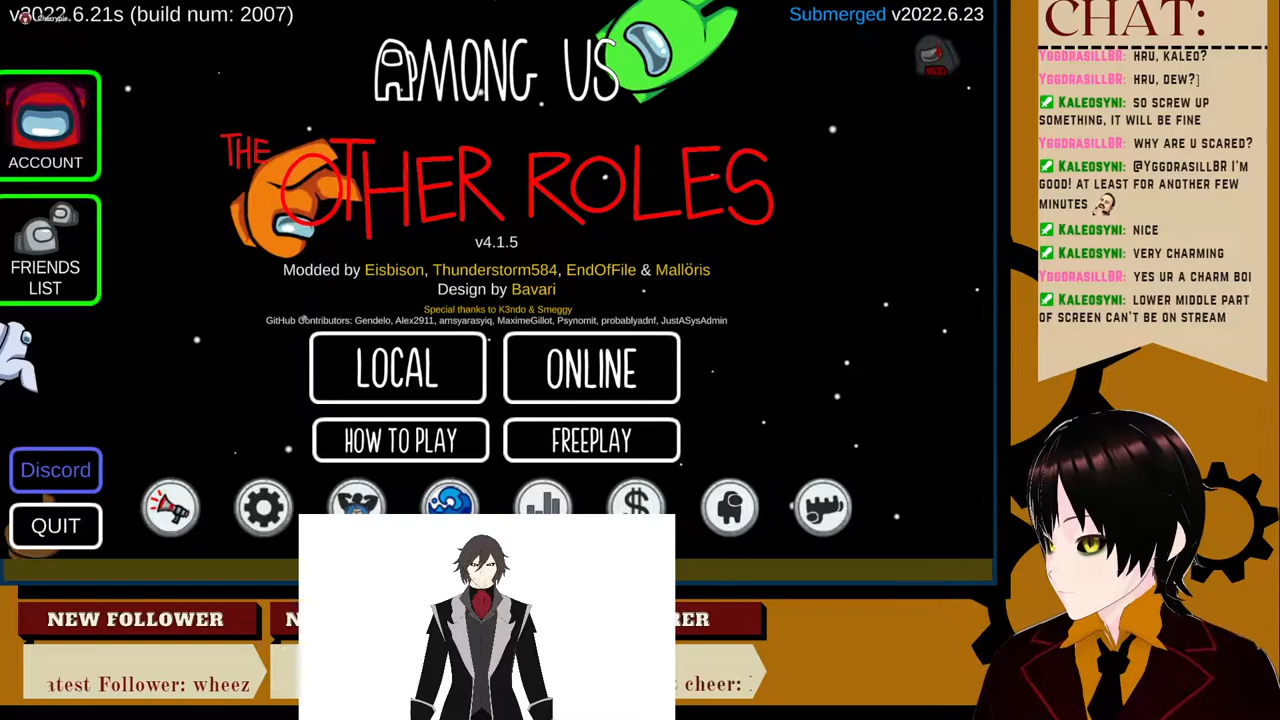 v2022.6.21s (build num: 2007)
Submerged v2022.6.23
AMONG US
THE OTHER ROLES
v4.1.5
Modded by Eisbison, Thunderstorm584, EndOfFile & Mallöris
Design by Bavari
Special thanks to K3ndo & Smeggy
GitHub Contributors: Gendelo, Alex2911, amsyarasyiq, MaximeGillot, Psynomit, probablyadnf, JustASysAdmin
ACCOUNT
FRIENDS
LIST
LOCAL
ONLINE
HOW TO PLAY
FREEPLAY
Discord
QUIT
NEW FOLLOWER
N
RER
atest Follower: wheez
cheer:
CHAT:
YGGDRASILLBR: HRU, KALEO?
YGGDRASILLBR: HRU, DEW?]
KALEOSYNI: SO SCREW UP
SOMETHING, IT WILL BE FINE
YGGDRASILLBR: WHY ARE U SCARED?
KALEOSYNI: @YGGDRASILLBR I'M
GOOD! AT LEAST FOR ANOTHER FEW
MINUTES
KALEOSYNI: NICE
KALEOSYNI: VERY CHARMING
YGGDRASILLBR: YES UR A CHARM BOI
KALEOSYNI: LOWER MIDDLE PART
OF SCREEN CAN'T BE ON STREAM